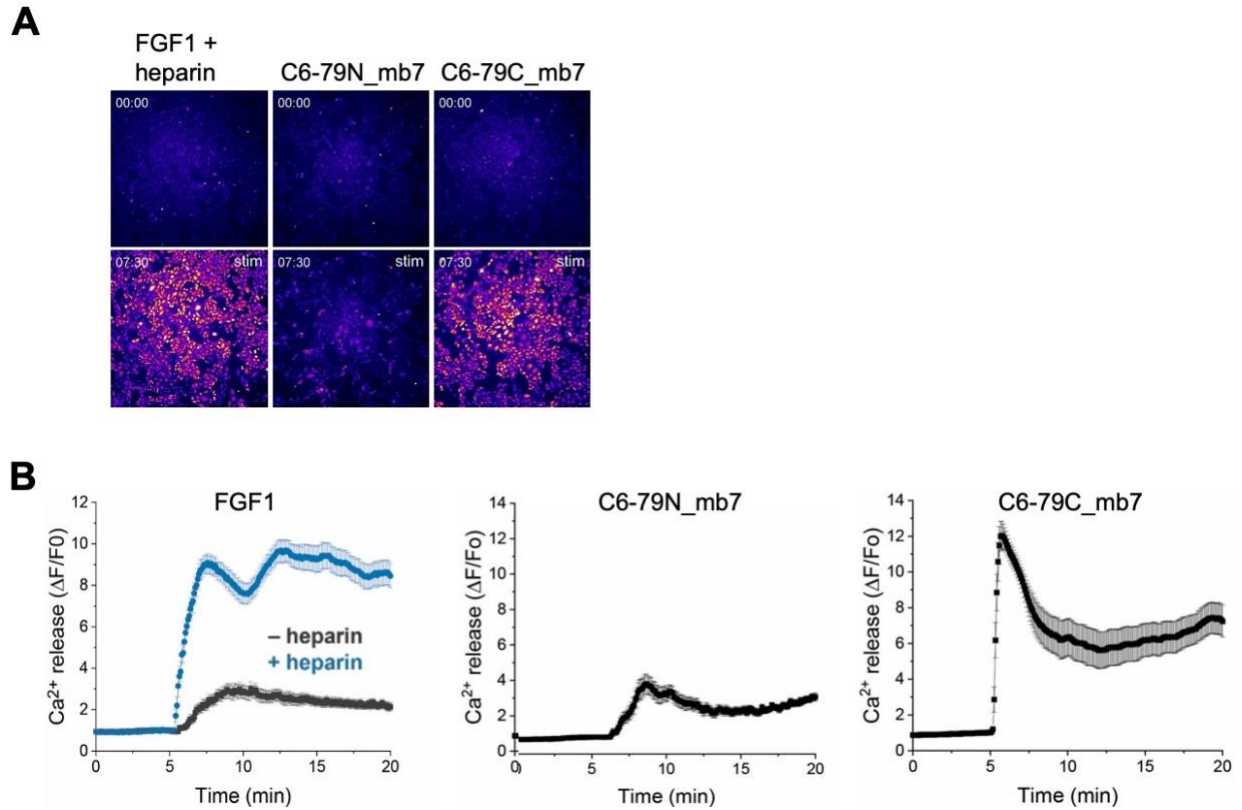 A
FGF1 +
heparin
C6-79N_mb7
C6-79C_mb7
00:00
00:00
00:00
07:30
stim
07:30
stim
07:30
stim
B
FGF1
Ca²⁺ release (ΔF/F0)
12
10
8
6
4
2
0
– heparin
+ heparin
0
5
10
15
20
Time (min)
C6-79N_mb7
Ca²⁺ release (ΔF/Fo)
14
12
10
8
6
4
2
0
0
5
10
15
20
Time (min)
C6-79C_mb7
Ca²⁺ release (ΔF/Fo)
14
12
10
8
6
4
2
0
0
5
10
15
20
Time (min)